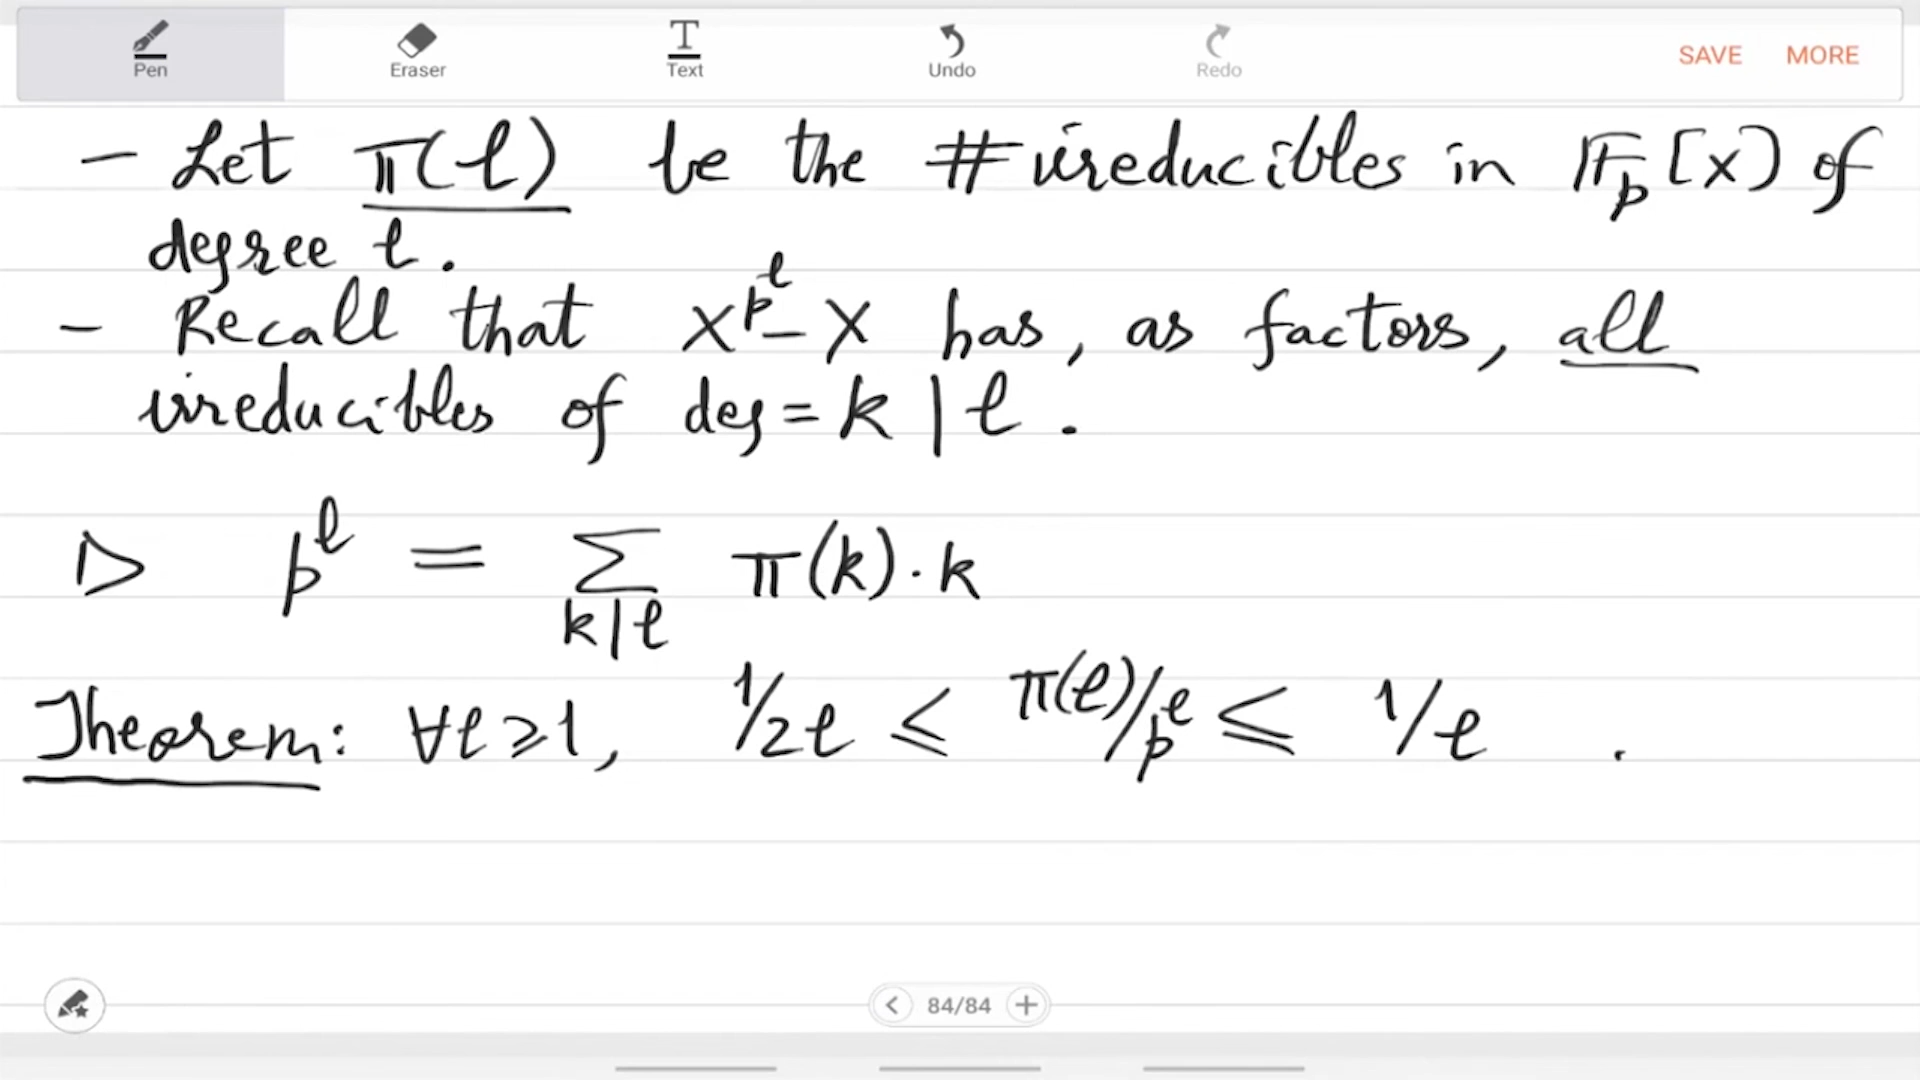 Pen Eraser Text Undo Redo SAVE MORE
- Let π(ℓ) be the # irreducibles in 𝔽_p[x] of
degree ℓ.
- Recall that x^{p^ℓ} - x has, as factors, all
irreducibles of deg = k | ℓ.
▷ p^ℓ = Σ_{k|ℓ} π(k)·k
Theorem: ∀ℓ≥1, 1/2ℓ ≤ π(ℓ)/p^ℓ ≤ 1/ℓ .
84/84